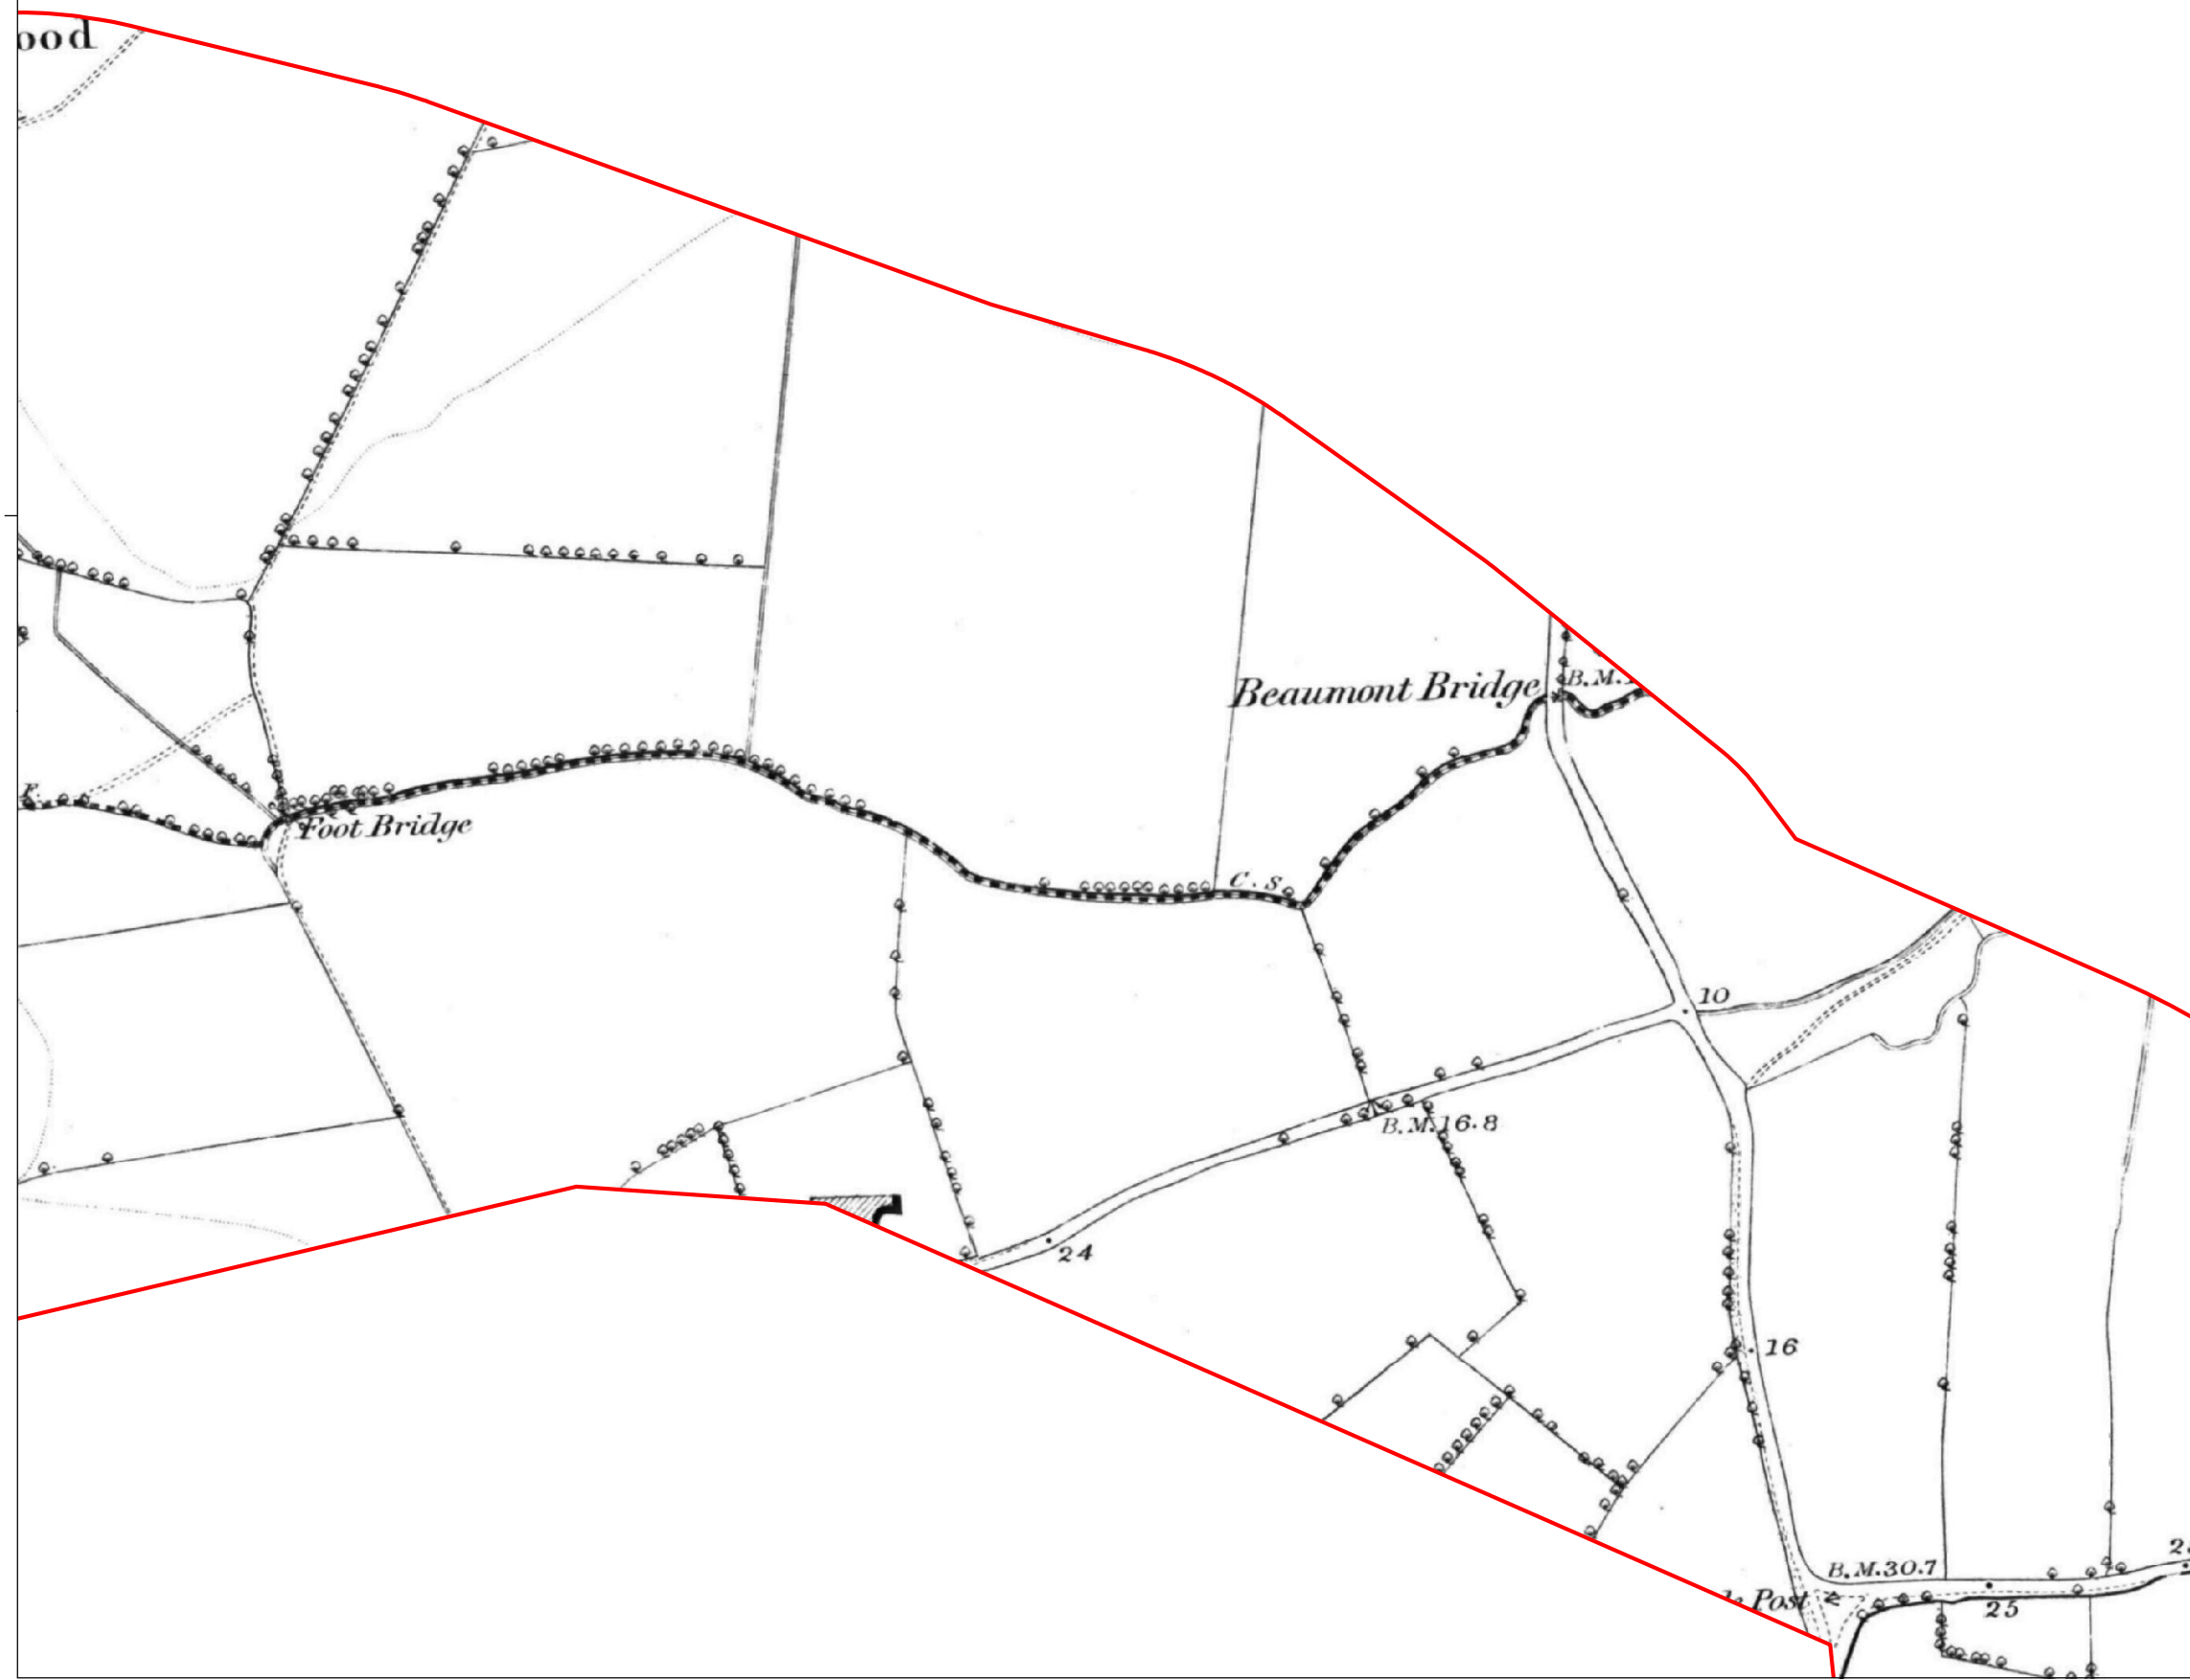 ood
Beaumont Bridge
B.M.
F.
Foot Bridge
C.S.
10
B.M.16.8
24
16
B.M.30.7
Post
25